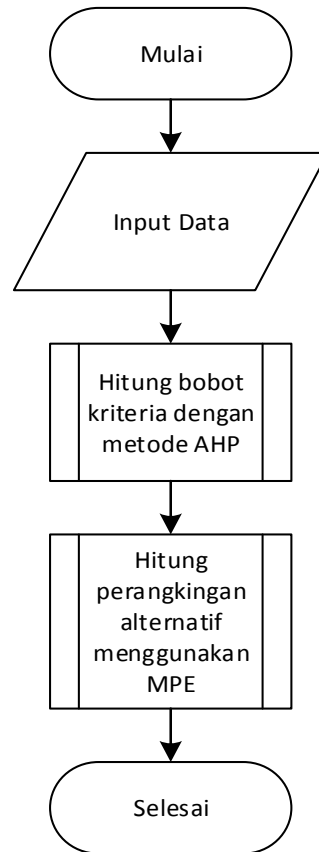 Mulai
Input Data
Hitung bobot
kriteria dengan
metode AHP
Hitung
perangkingan
alternatif
menggunakan
MPE
Selesai